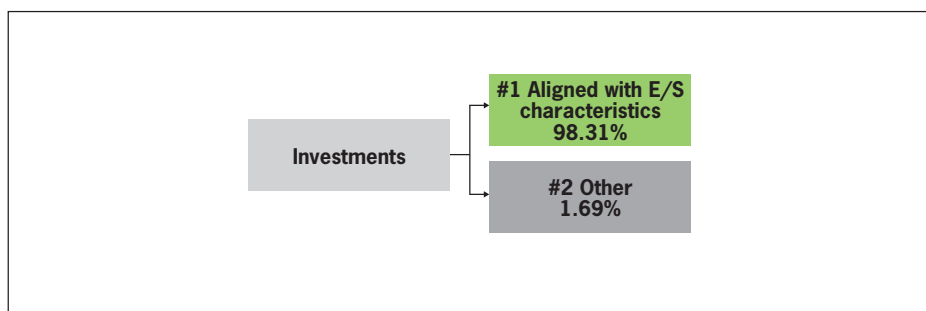 Investments
#1 Aligned with E/S
characteristics
98.31%
#2 Other
1.69%